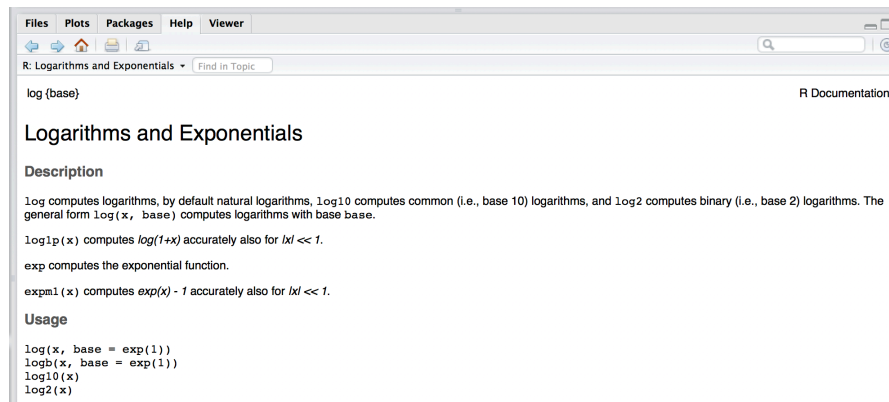 Files Plots Packages Help Viewer
R: Logarithms and Exponentials Find in Topic
log {base} R Documentation
Logarithms and Exponentials
Description
log computes logarithms, by default natural logarithms, log10 computes common (i.e., base 10) logarithms, and log2 computes binary (i.e., base 2) logarithms. The
general form log(x, base) computes logarithms with base base.
log1p(x) computes log(1+x) accurately also for |x| << 1.
exp computes the exponential function.
expm1(x) computes exp(x) - 1 accurately also for |x| << 1.
Usage
log(x, base = exp(1))
logb(x, base = exp(1))
log10(x)
log2(x)